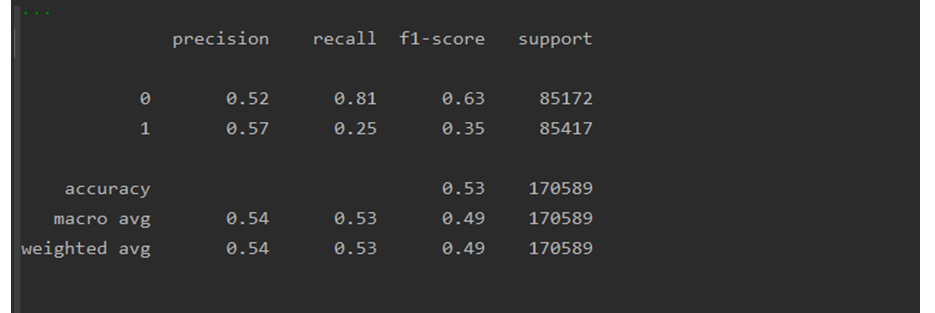 ...
precision recall f1-score support
0 0.52 0.81 0.63 85172
1 0.57 0.25 0.35 85417
accuracy 0.53 170589
macro avg 0.54 0.53 0.49 170589
weighted avg 0.54 0.53 0.49 170589